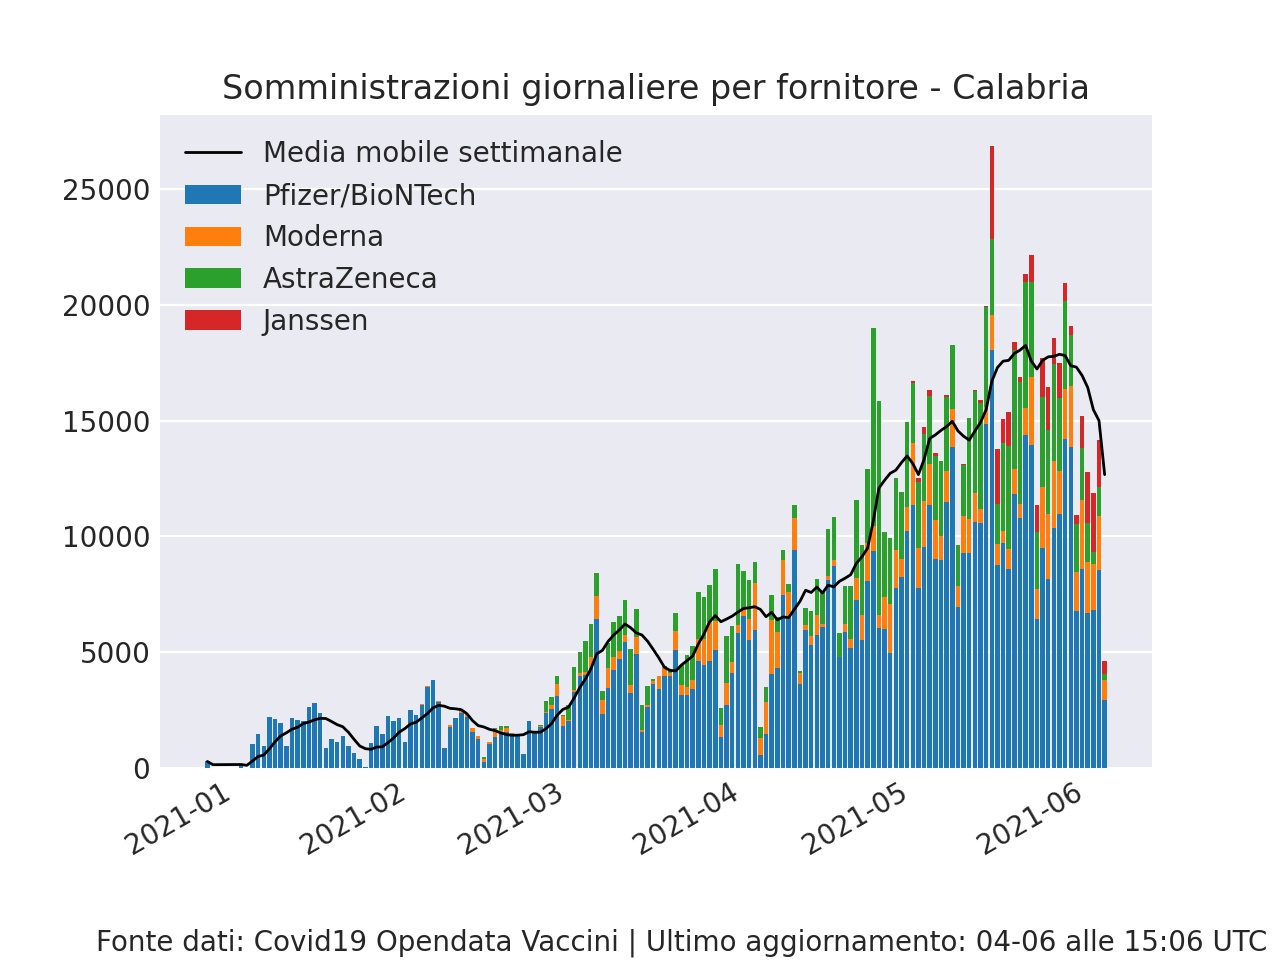 Somministrazioni giornaliere per fornitore - Calabria
Media mobile settimanale
Pfizer/BioNTech
Moderna
AstraZeneca
Janssen
25000
20000
15000
10000
5000
0
2021-01
2021-02
2021-03
2021-04
2021-05
2021-06
Fonte dati: Covid19 Opendata Vaccini | Ultimo aggiornamento: 04-06 alle 15:06 UTC